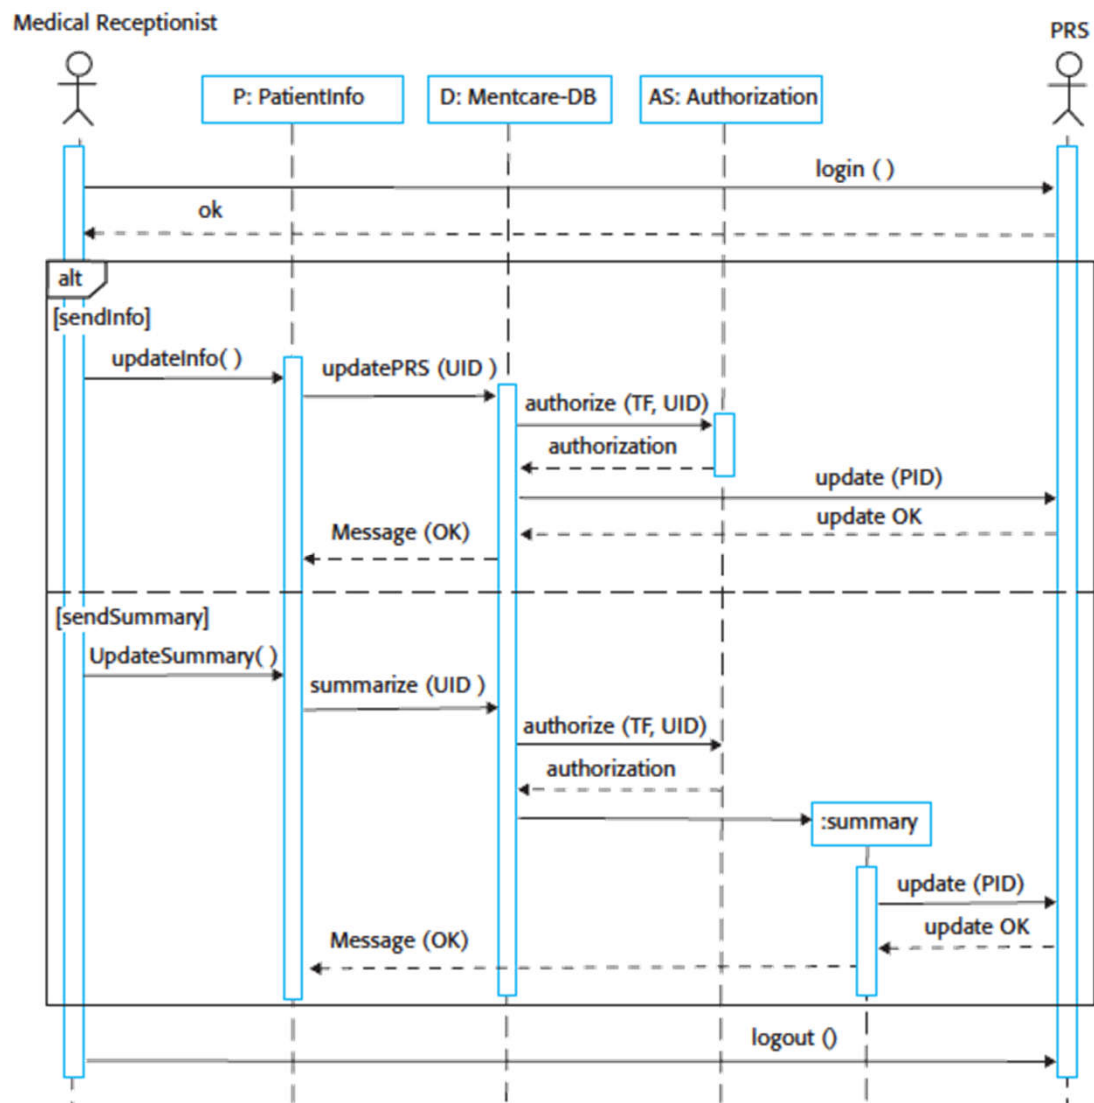 Medical Receptionist
PRS
P: PatientInfo
D: Mentcare-DB
AS: Authorization
login ( )
ok
alt
[sendInfo]
updateInfo( )
updatePRS (UID )
authorize (TF, UID)
authorization
update (PID)
update OK
Message (OK)
[sendSummary]
UpdateSummary( )
summarize (UID )
authorize (TF, UID)
authorization
:summary
update (PID)
update OK
Message (OK)
logout ()